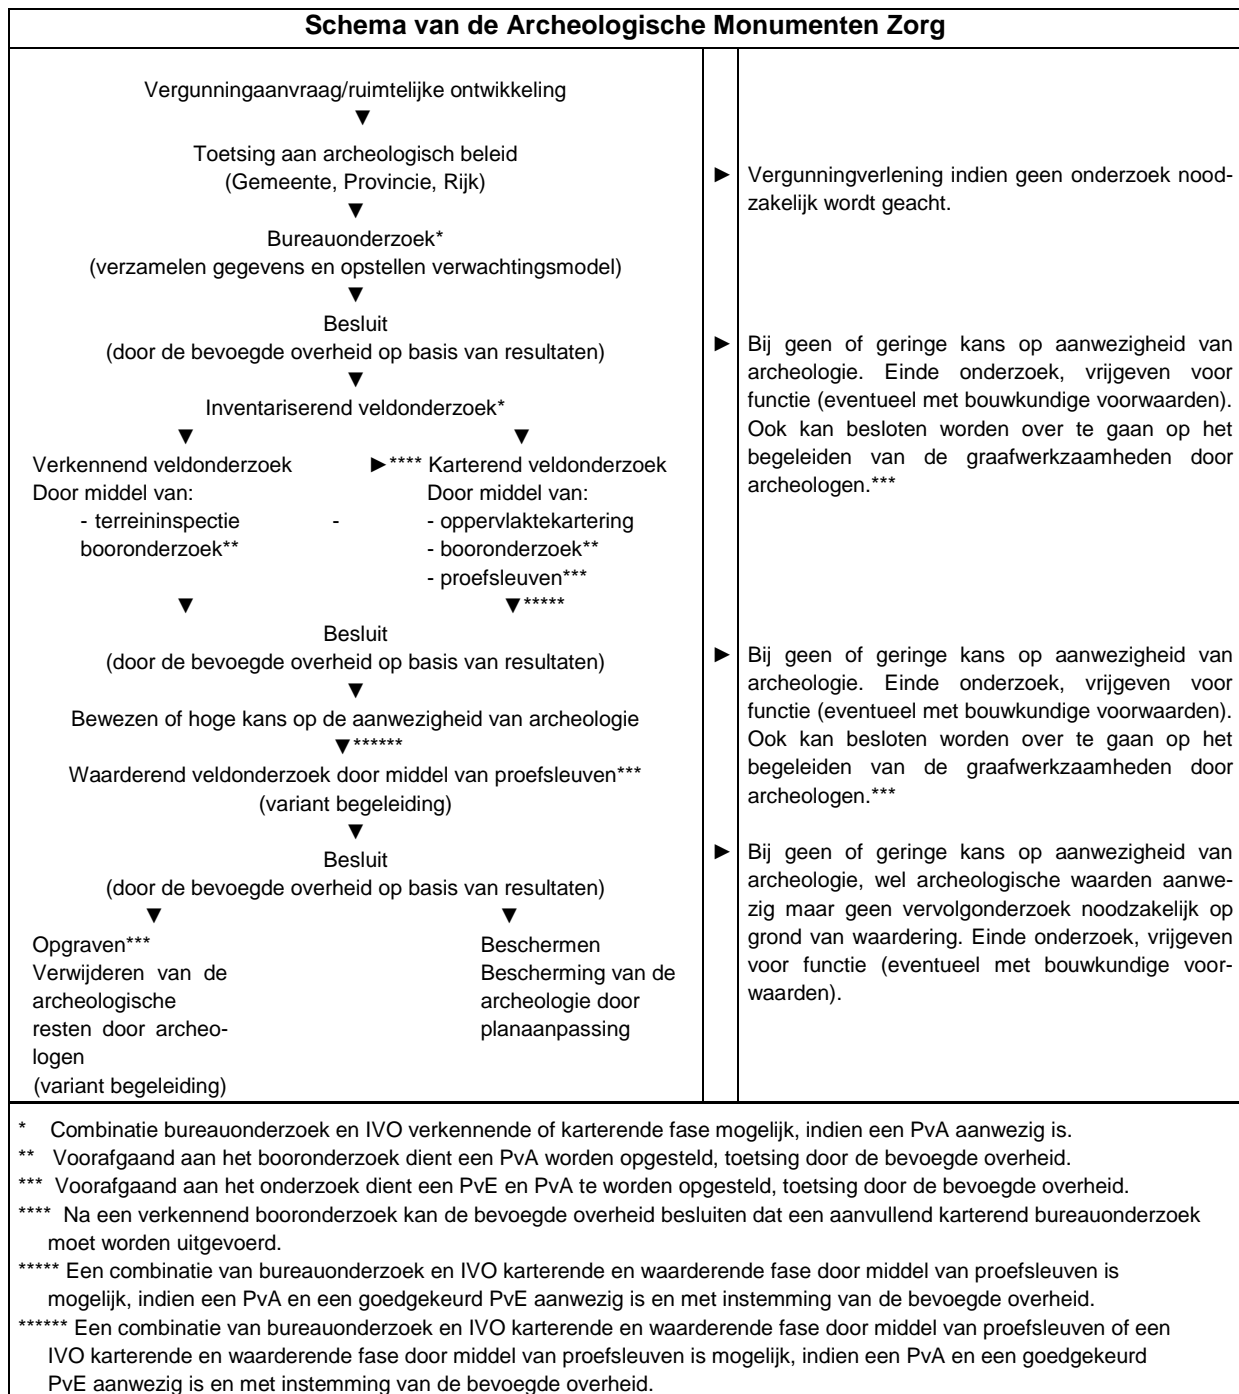 Schema van de Archeologische Monumenten Zorg
Vergunningaanvraag/ruimtelijke ontwikkeling
▼
Toetsing aan archeologisch beleid
(Gemeente, Provincie, Rijk)
▼
Bureauonderzoek*
(verzamelen gegevens en opstellen verwachtingsmodel)
▼
Besluit
(door de bevoegde overheid op basis van resultaten)
▼
Inventariserend veldonderzoek*
▼ ▼
Verkennend veldonderzoek ►**** Karterend veldonderzoek
Door middel van: Door middel van:
- terreininspectie - - oppervlaktekartering
booronderzoek** - booronderzoek**
- proefsleuven***
▼ ▼*****
Besluit
(door de bevoegde overheid op basis van resultaten)
▼
Bewezen of hoge kans op de aanwezigheid van archeologie
▼******
Waarderend veldonderzoek door middel van proefsleuven***
(variant begeleiding)
▼
Besluit
(door de bevoegde overheid op basis van resultaten)
▼ ▼
Opgraven***
Verwijderen van de
archeologische
resten door archeo-
logen
(variant begeleiding)
Beschermen
Bescherming van de
archeologie door
planaanpassing
► Vergunningverlening indien geen onderzoek nood-
zakelijk wordt geacht.
► Bij geen of geringe kans op aanwezigheid van
archeologie. Einde onderzoek, vrijgeven voor
functie (eventueel met bouwkundige voorwaarden).
Ook kan besloten worden over te gaan op het
begeleiden van de graafwerkzaamheden door
archeologen.***
► Bij geen of geringe kans op aanwezigheid van
archeologie. Einde onderzoek, vrijgeven voor
functie (eventueel met bouwkundige voorwaarden).
Ook kan besloten worden over te gaan op het
begeleiden van de graafwerkzaamheden door
archeologen.***
► Bij geen of geringe kans op aanwezigheid van
archeologie, wel archeologische waarden aanwe-
zig maar geen vervolgonderzoek noodzakelijk op
grond van waardering. Einde onderzoek, vrijgeven
voor functie (eventueel met bouwkundige voor-
waarden).
* Combinatie bureauonderzoek en IVO verkennende of karterende fase mogelijk, indien een PvA aanwezig is.
** Voorafgaand aan het booronderzoek dient een PvA worden opgesteld, toetsing door de bevoegde overheid.
*** Voorafgaand aan het onderzoek dient een PvE en PvA te worden opgesteld, toetsing door de bevoegde overheid.
**** Na een verkennend booronderzoek kan de bevoegde overheid besluiten dat een aanvullend karterend bureauonderzoek
moet worden uitgevoerd.
***** Een combinatie van bureauonderzoek en IVO karterende en waarderende fase door middel van proefsleuven is
mogelijk, indien een PvA en een goedgekeurd PvE aanwezig is en met instemming van de bevoegde overheid.
****** Een combinatie van bureauonderzoek en IVO karterende en waarderende fase door middel van proefsleuven of een
IVO karterende en waarderende fase door middel van proefsleuven is mogelijk, indien een PvA en een goedgekeurd
PvE aanwezig is en met instemming van de bevoegde overheid.